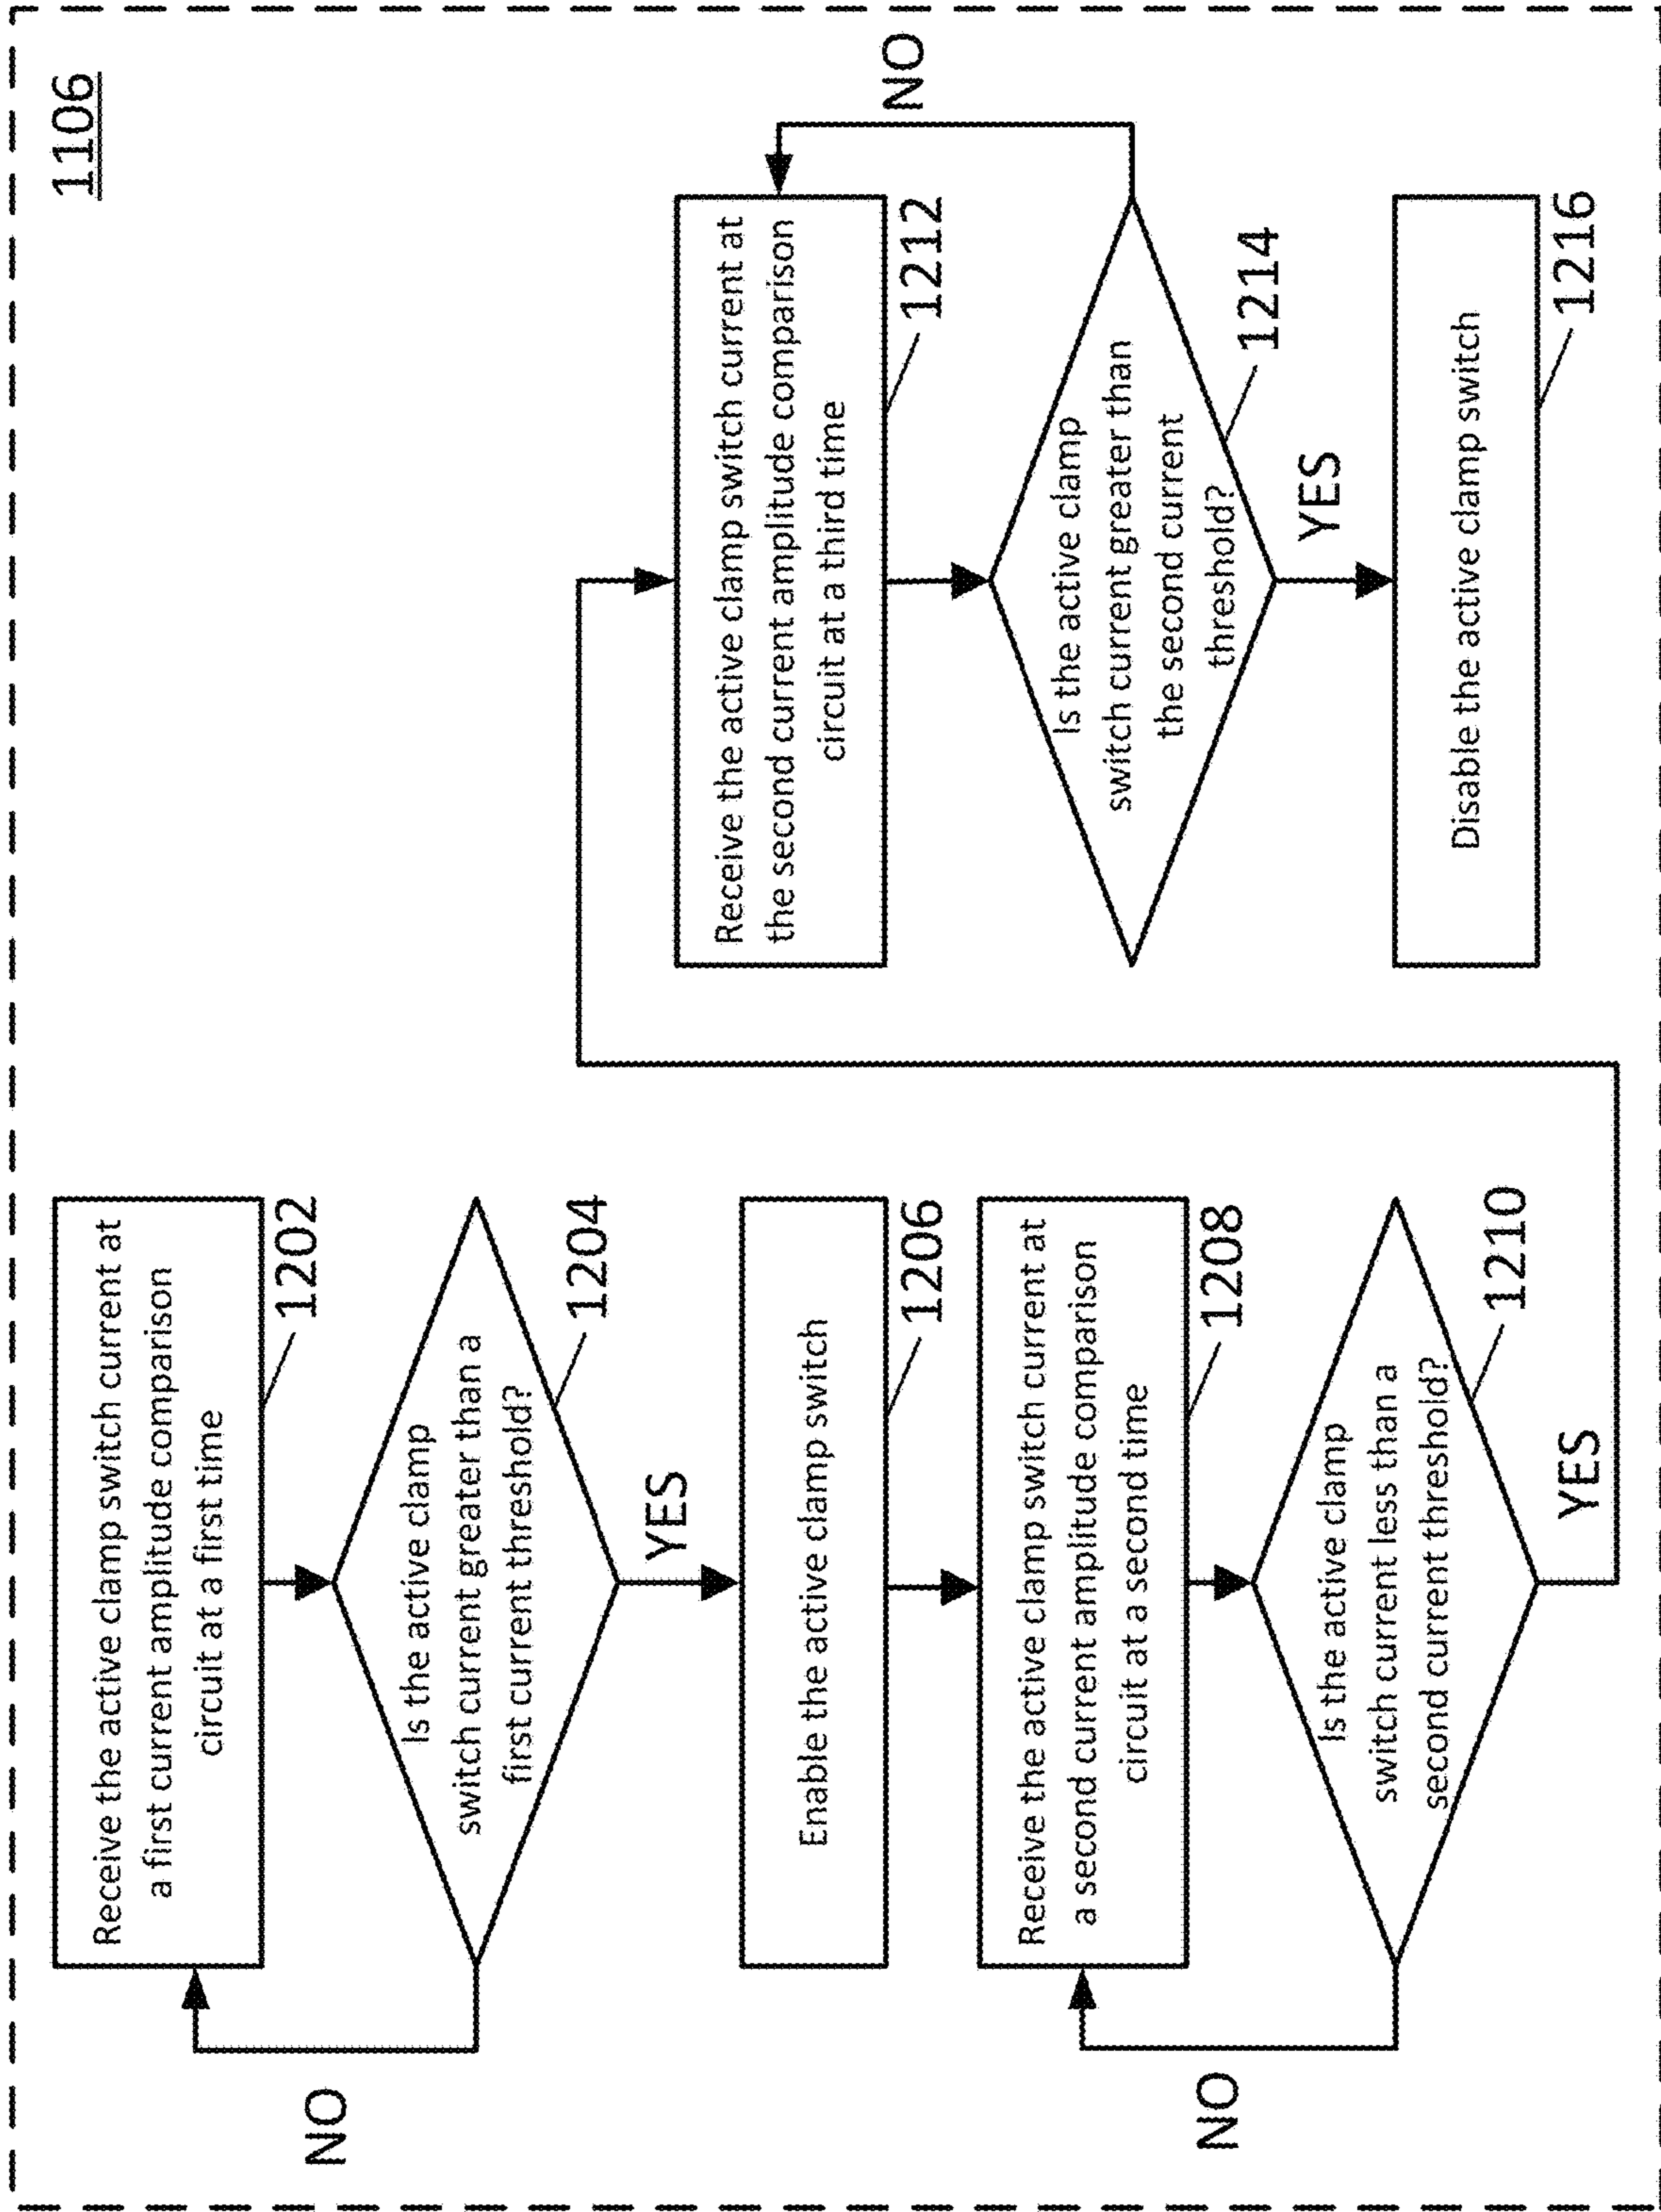 1106
Receive the active clamp switch current at
a first current amplitude comparison
circuit at a first time
1202
Is the active clamp
switch current greater than a
first current threshold?
1204
NO
YES
Enable the active clamp switch
1206
Receive the active clamp switch current at
a second current amplitude comparison
circuit at a second time
1208
Is the active clamp
switch current less than a
second current threshold?
1210
NO
YES
Receive the active clamp switch current at
the second current amplitude comparison
circuit at a third time
1212
NO
Is the active clamp
switch current greater than
the second current
threshold?
1214
YES
Disable the active clamp switch
1216